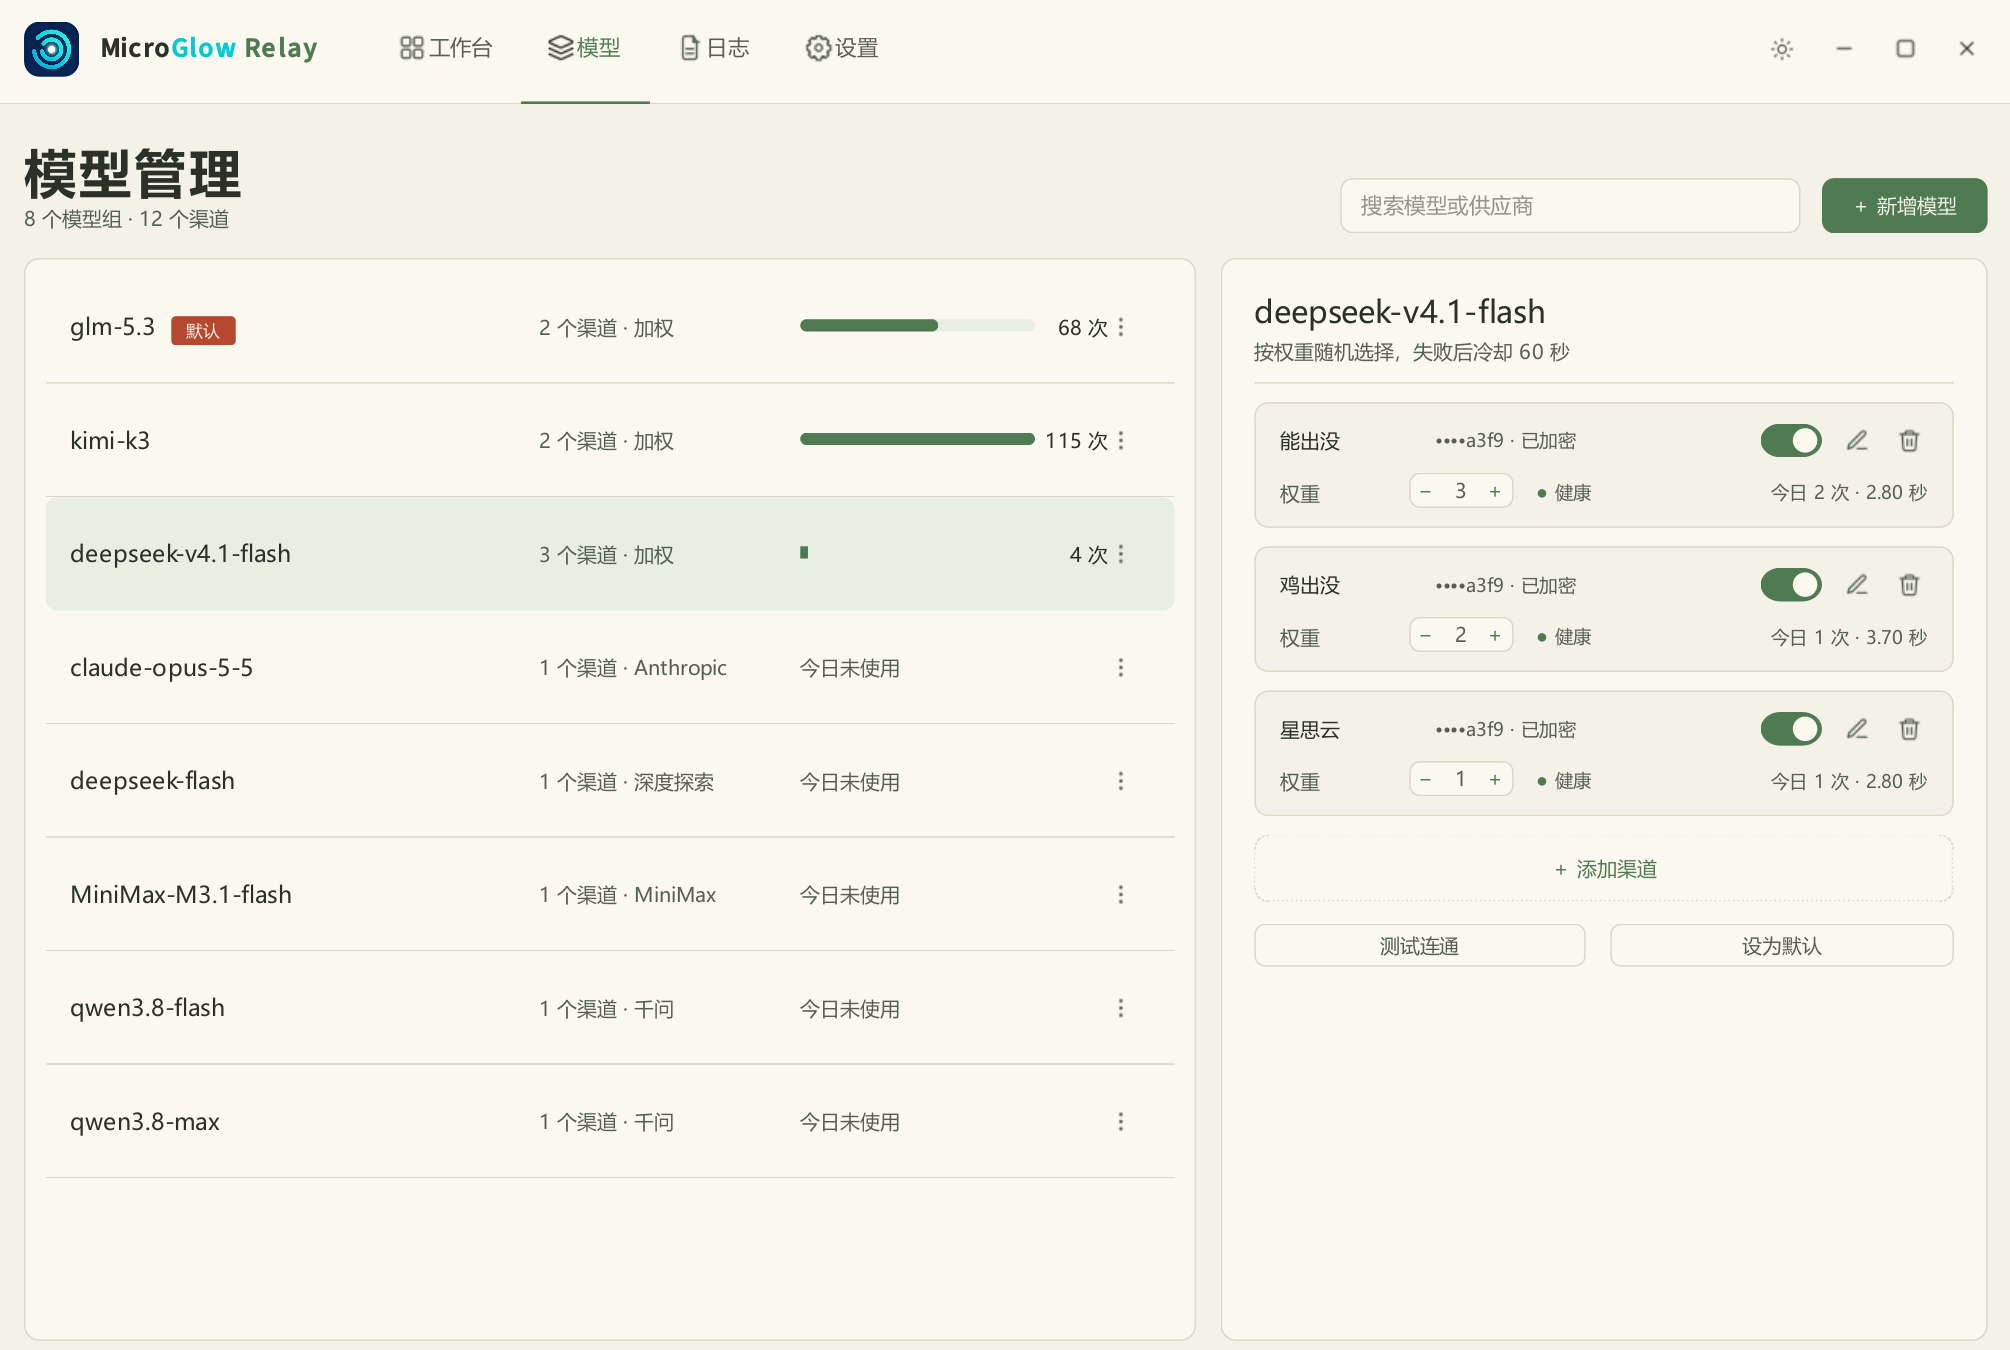 MicroGlow Relay 工作台 模型 日志 设置
模型管理
8 个模型组 · 12 个渠道
搜索模型或供应商
+ 新增模型
glm-5.3 默认 2 个渠道 · 加权 68 次
kimi-k3 2 个渠道 · 加权 115 次
deepseek-v4.1-flash 3 个渠道 · 加权 4 次
claude-opus-5-5 1 个渠道 · Anthropic 今日未使用
deepseek-flash 1 个渠道 · 深度探索 今日未使用
MiniMax-M3.1-flash 1 个渠道 · MiniMax 今日未使用
qwen3.8-flash 1 个渠道 · 千问 今日未使用
qwen3.8-max 1 个渠道 · 千问 今日未使用
deepseek-v4.1-flash
按权重随机选择，失败后冷却 60 秒
能出没 ••••a3f9 · 已加密
权重 − 3 + • 健康 今日 2 次 · 2.80 秒
鸡出没 ••••a3f9 · 已加密
权重 − 2 + • 健康 今日 1 次 · 3.70 秒
星思云 ••••a3f9 · 已加密
权重 − 1 + • 健康 今日 1 次 · 2.80 秒
+ 添加渠道
测试连通 设为默认